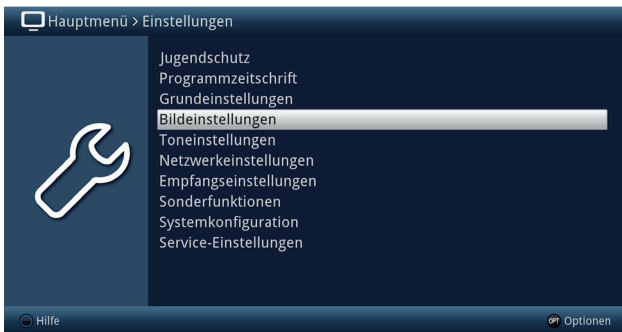 Hauptmenü > Einstellungen
Jugendschutz
Programmzeitschrift
Grundeinstellungen
Bildeinstellungen
Toneinstellungen
Netzwerkeinstellungen
Empfangseinstellungen
Sonderfunktionen
Systemkonfiguration
Service-Einstellungen
Hilfe
OPT Optionen